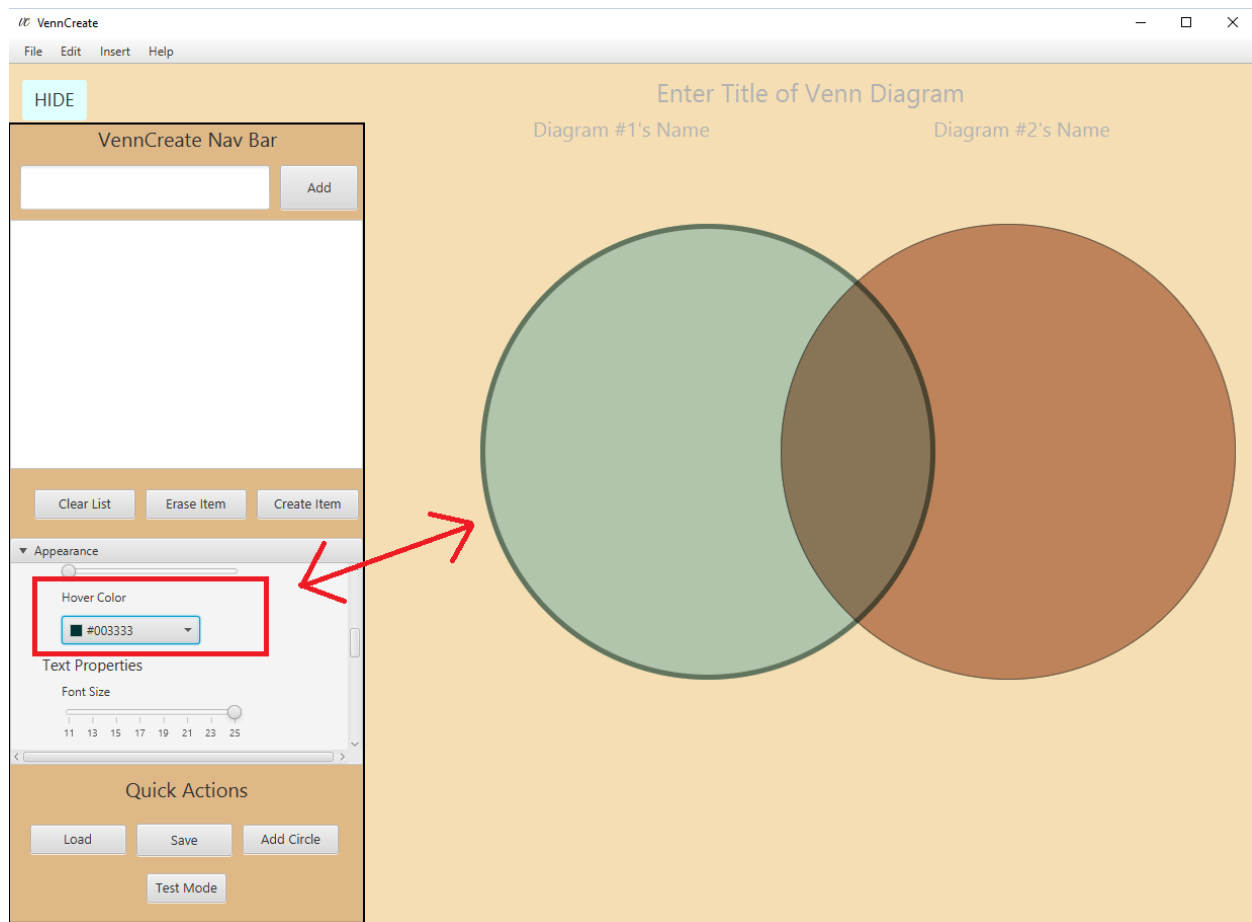 VC VennCreate
File Edit Insert Help
HIDE
Enter Title of Venn Diagram
Diagram #1's Name Diagram #2's Name
VennCreate Nav Bar
Add
Clear List Erase Item Create Item
Appearance
Hover Color
#003333
Text Properties
Font Size
11 13 15 17 19 21 23 25
Quick Actions
Load Save Add Circle
Test Mode